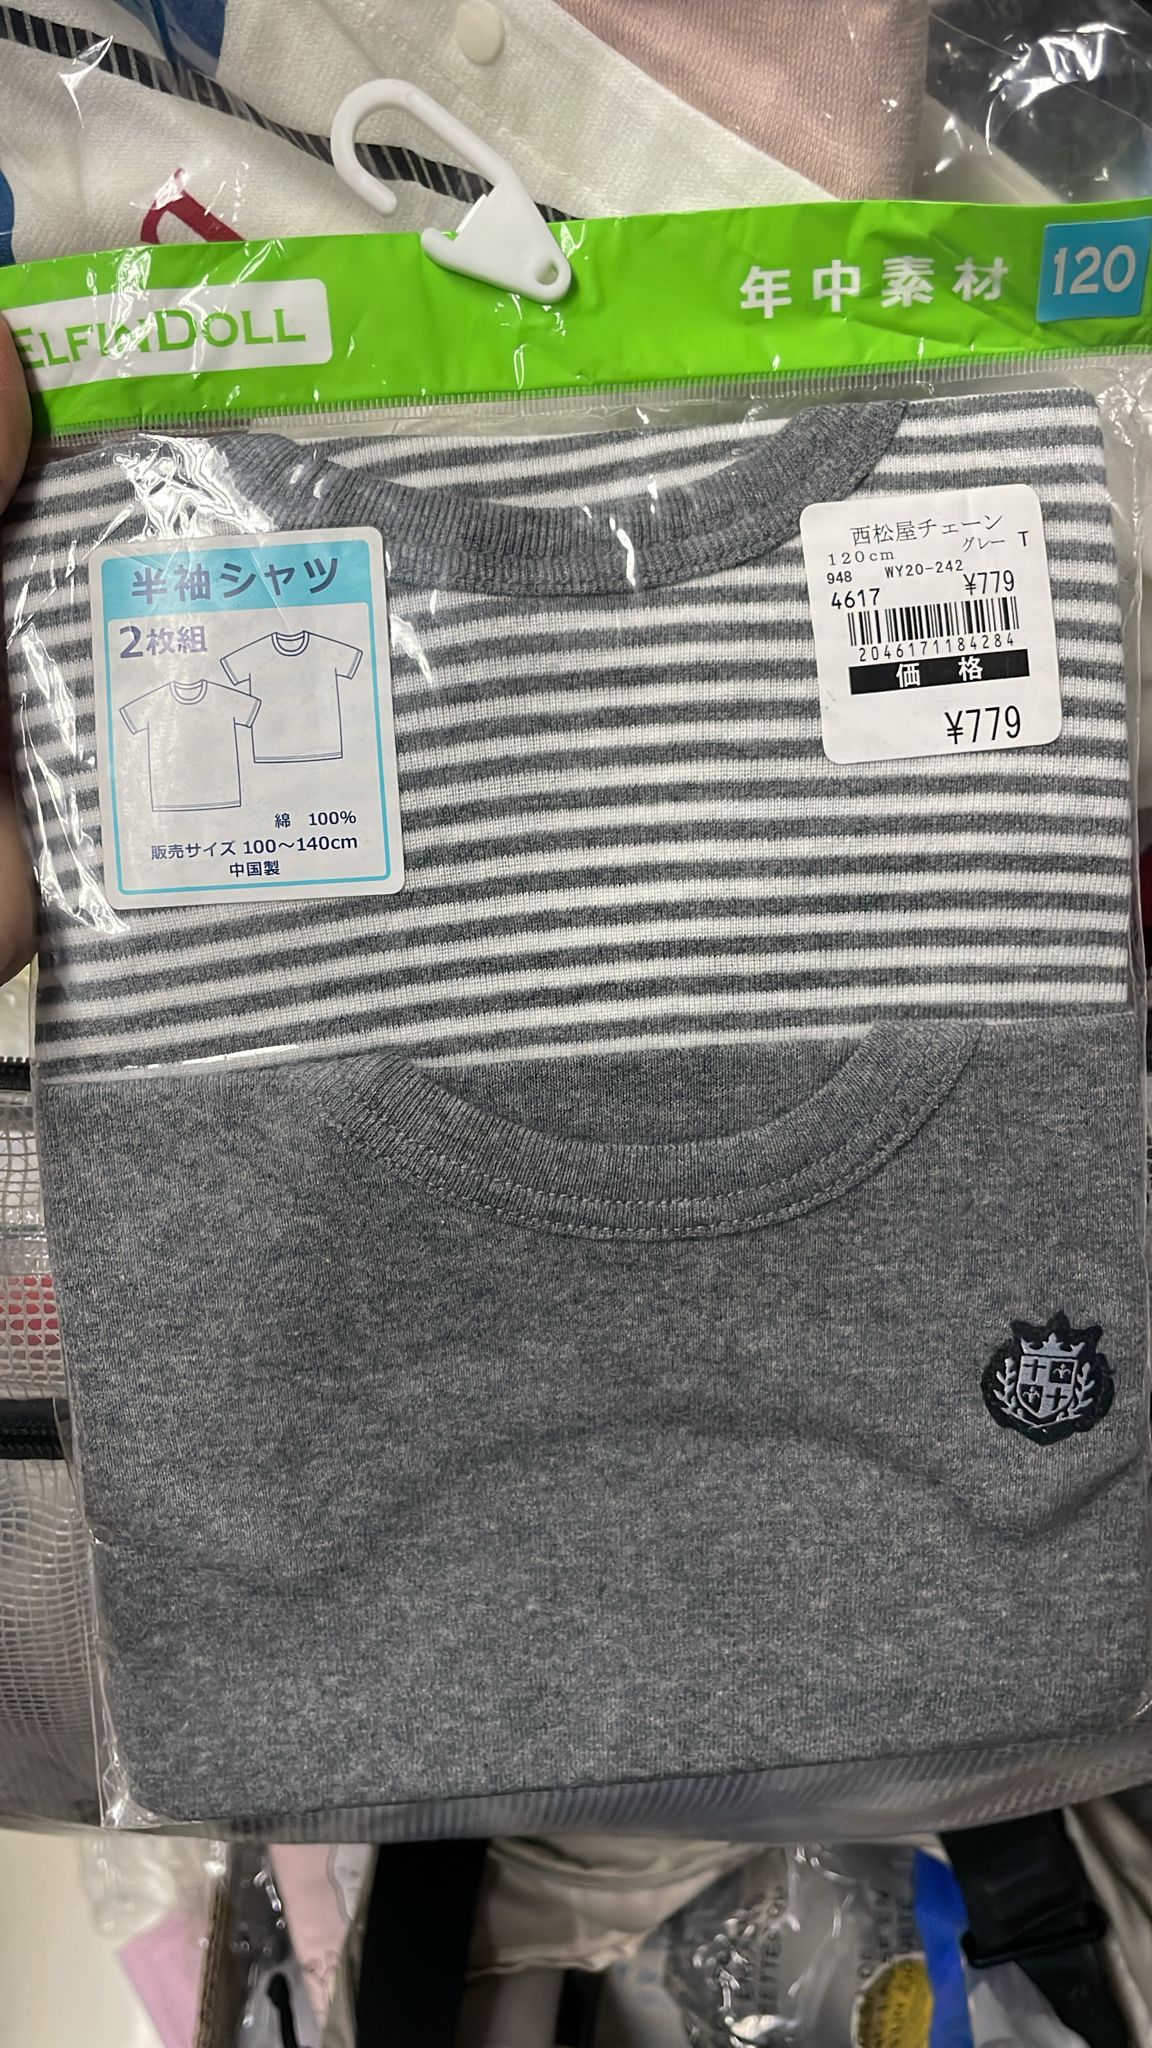 ELFINDOLL
年中素材
120
半袖シャツ
2枚組
綿 100%
販売サイズ 100～140cm
中国製
西松屋チェーン
120cm グレー T
948 WY20-242
4617 ¥779
2046171184284
価格
¥779